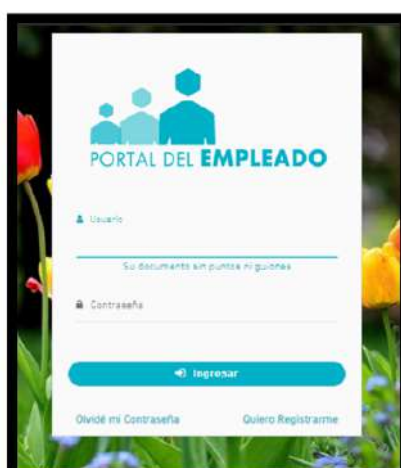 PORTAL DEL EMPLEADO
Usuario
Su documento sin puntos ni guiones
Contraseña
Ingresar
Olvidé mi Contraseña Quiero Registrarme